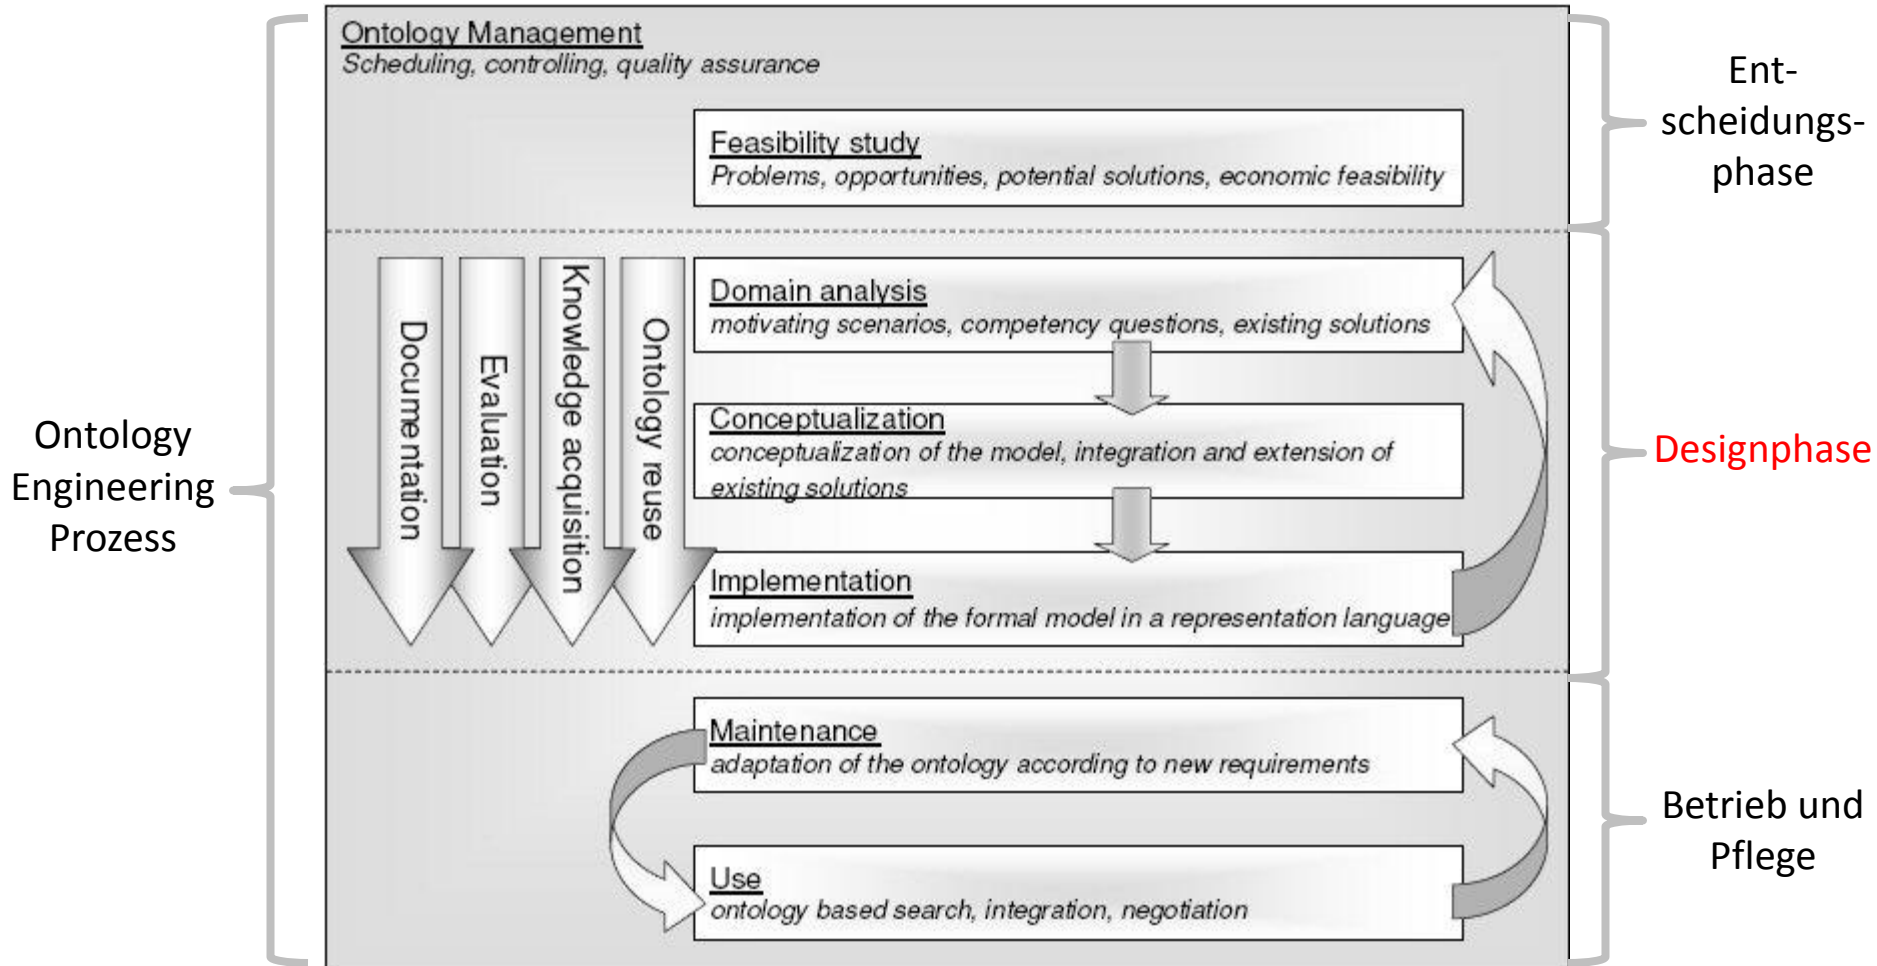 Ontology Management
Scheduling, controlling, quality assurance
Feasibility study
Problems, opportunities, potential solutions, economic feasibility
Ent-
scheidungs-
phase
Documentation
Evaluation
Knowledge acquisition
Ontology reuse
Domain analysis
motivating scenarios, competency questions, existing solutions
Conceptualization
conceptualization of the model, integration and extension of
existing solutions
Implementation
implementation of the formal model in a representation language
Ontology
Engineering
Prozess
Designphase
Maintenance
adaptation of the ontology according to new requirements
Use
ontology based search, integration, negotiation
Betrieb und
Pflege